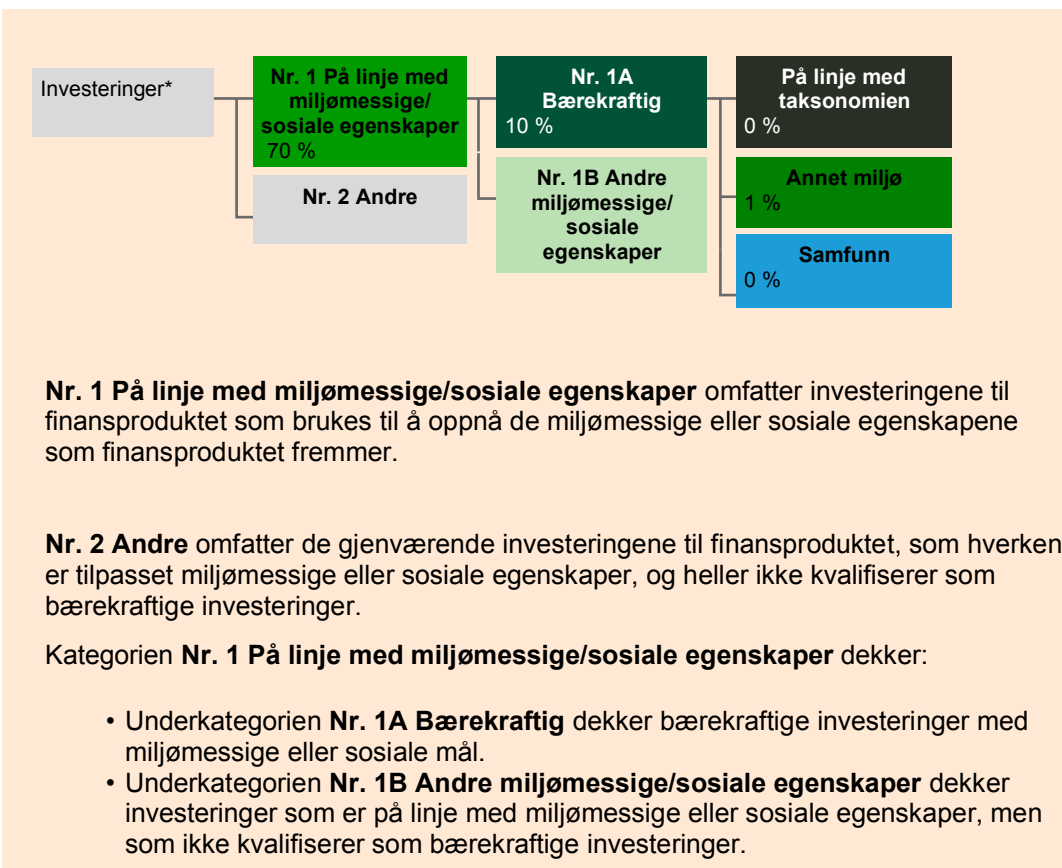 Investeringer*
Nr. 1 På linje med
miljømessige/
sosiale egenskaper
70 %
Nr. 2 Andre
Nr. 1A
Bærekraftig
10 %
Nr. 1B Andre
miljømessige/
sosiale
egenskaper
På linje med
taksonomien
0 %
Annet miljø
1 %
Samfunn
0 %
Nr. 1 På linje med miljømessige/sosiale egenskaper omfatter investeringene til
finansproduktet som brukes til å oppnå de miljømessige eller sosiale egenskapene
som finansproduktet fremmer.
Nr. 2 Andre omfatter de gjenværende investeringene til finansproduktet, som hverken
er tilpasset miljømessige eller sosiale egenskaper, og heller ikke kvalifiserer som
bærekraftige investeringer.
Kategorien Nr. 1 På linje med miljømessige/sosiale egenskaper dekker:
• Underkategorien Nr. 1A Bærekraftig dekker bærekraftige investeringer med
miljømessige eller sosiale mål.
• Underkategorien Nr. 1B Andre miljømessige/sosiale egenskaper dekker
investeringer som er på linje med miljømessige eller sosiale egenskaper, men
som ikke kvalifiserer som bærekraftige investeringer.